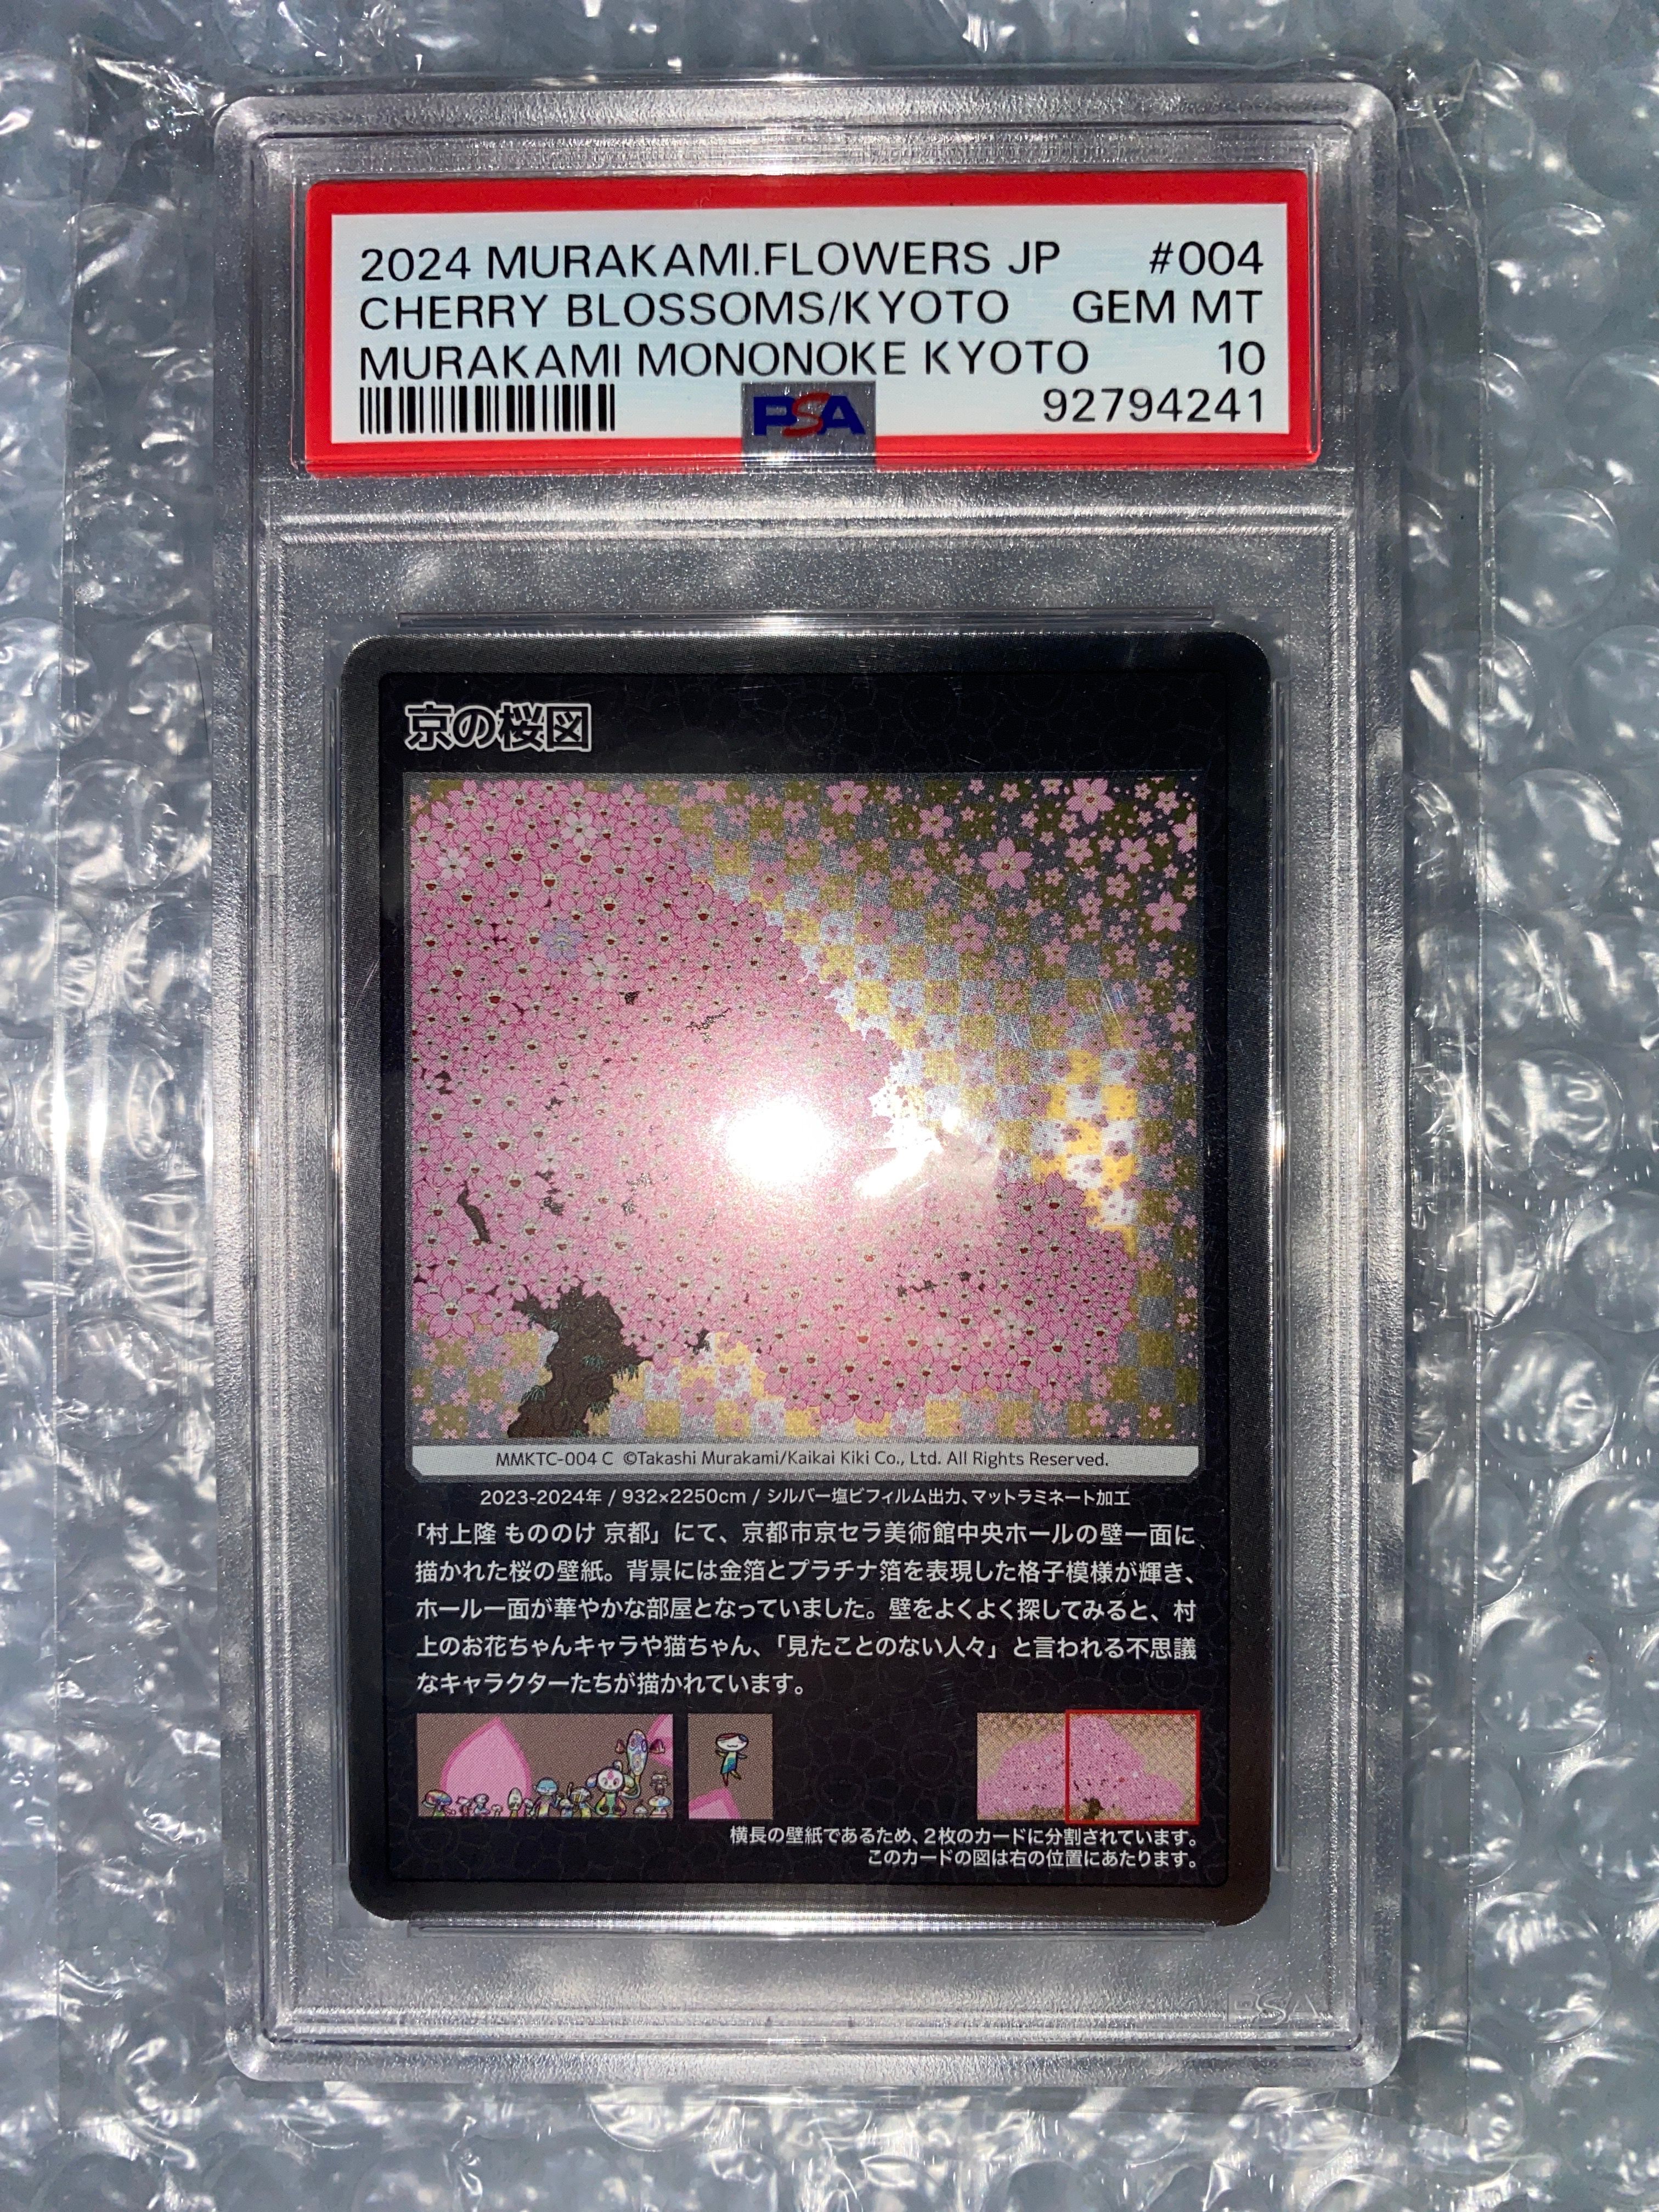 2024 MURAKAMI.FLOWERS JP #004
CHERRY BLOSSOMS/KYOTO GEM MT
MURAKAMI MONONOKE KYOTO 10
PSA 92794241
京の桜図
MMKTC-004 C ©Takashi Murakami/Kaikai Kiki Co., Ltd. All Rights Reserved.
2023-2024年 / 932×2250cm / シルバー塩ビフィルム出力、マットラミネート加工
「村上隆 もののけ 京都」にて、京都市京セラ美術館中央ホールの壁一面に
描かれた桜の壁紙。背景には金箔とプラチナ箔を表現した格子模様が輝き、
ホール一面が華やかな部屋となっていました。壁をよくよく探してみると、村
上のお花ちゃんキャラや猫ちゃん、「見たことのない人々」と言われる不思議
なキャラクターたちが描かれています。
横長の壁紙であるため、2枚のカードに分割されています。
このカードの図は右の位置にあたります。
PSA